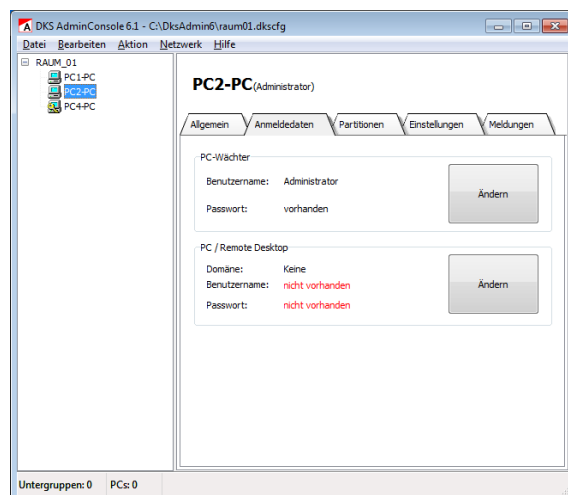 DKS AdminConsole 6.1 - C:\DksAdmin6\raum01.dkscfg
Datei Bearbeiten Aktion Netzwerk Hilfe
RAUM_01
PC1-PC
PC2-PC
PC4-PC
PC2-PC (Administrator)
Allgemein Anmeldedaten Partitionen Einstellungen Meldungen
PC-Wächter
Benutzername: Administrator
Passwort: vorhanden
Ändern
PC / Remote Desktop
Domäne: Keine
Benutzername: nicht vorhanden
Passwort: nicht vorhanden
Ändern
Untergruppen: 0 PCs: 0